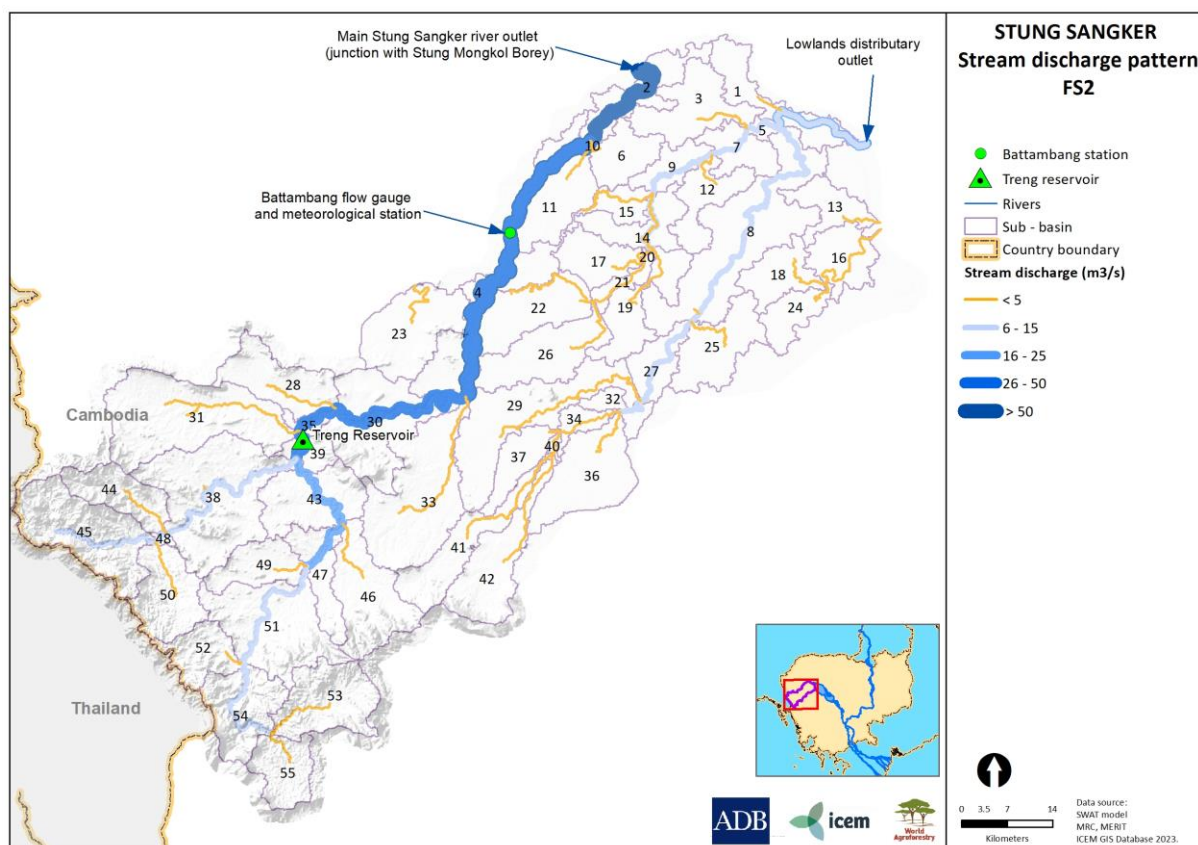 STUNG SANGKER
Stream discharge pattern
FS2
Battambang station
Treng reservoir
Rivers
Sub - basin
Country boundary
Stream discharge (m3/s)
< 5
6 - 15
16 - 25
26 - 50
> 50
Main Stung Sangker river outlet
(junction with Stung Mongkol Borey)
Lowlands distributary
outlet
Battambang flow gauge
and meteorological station
Cambodia
Treng Reservoir
Thailand
1
2
3
4
5
6
7
8
9
10
11
12
13
14
15
16
17
18
19
20
21
22
23
24
25
26
27
28
29
30
31
32
33
34
35
36
37
38
39
40
41
42
43
44
45
46
47
48
49
50
51
52
53
54
55
ADB
icem
World
Agroforestry
0 3.5 7 14
Kilometers
Data source:
SWAT model
MRC, MERIT
ICEM GIS Database 2023.